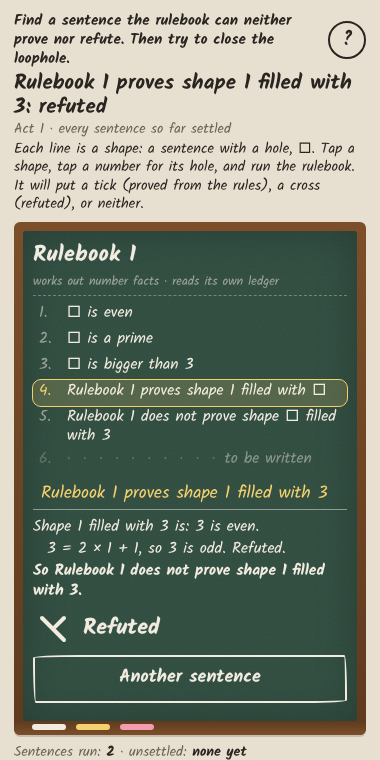 Find a sentence the rulebook can neither
prove nor refute. Then try to close the
loophole.
?
Rulebook 1 proves shape 1 filled with
3: refuted
Act 1 · every sentence so far settled
Each line is a shape: a sentence with a hole, □. Tap a
shape, tap a number for its hole, and run the rulebook.
It will put a tick (proved from the rules), a cross
(refuted), or neither.
Rulebook 1
works out number facts · reads its own ledger
1. □ is even
2. □ is a prime
3. □ is bigger than 3
4. Rulebook 1 proves shape 1 filled with □
5. Rulebook 1 does not prove shape □ filled
with 3
6. · · · · · · · · · · to be written
Rulebook 1 proves shape 1 filled with 3
Shape 1 filled with 3 is: 3 is even.
3 = 2 × 1 + 1, so 3 is odd. Refuted.
So Rulebook 1 does not prove shape 1 filled
with 3.
Refuted
Another sentence
Sentences run: 2 · unsettled: none yet